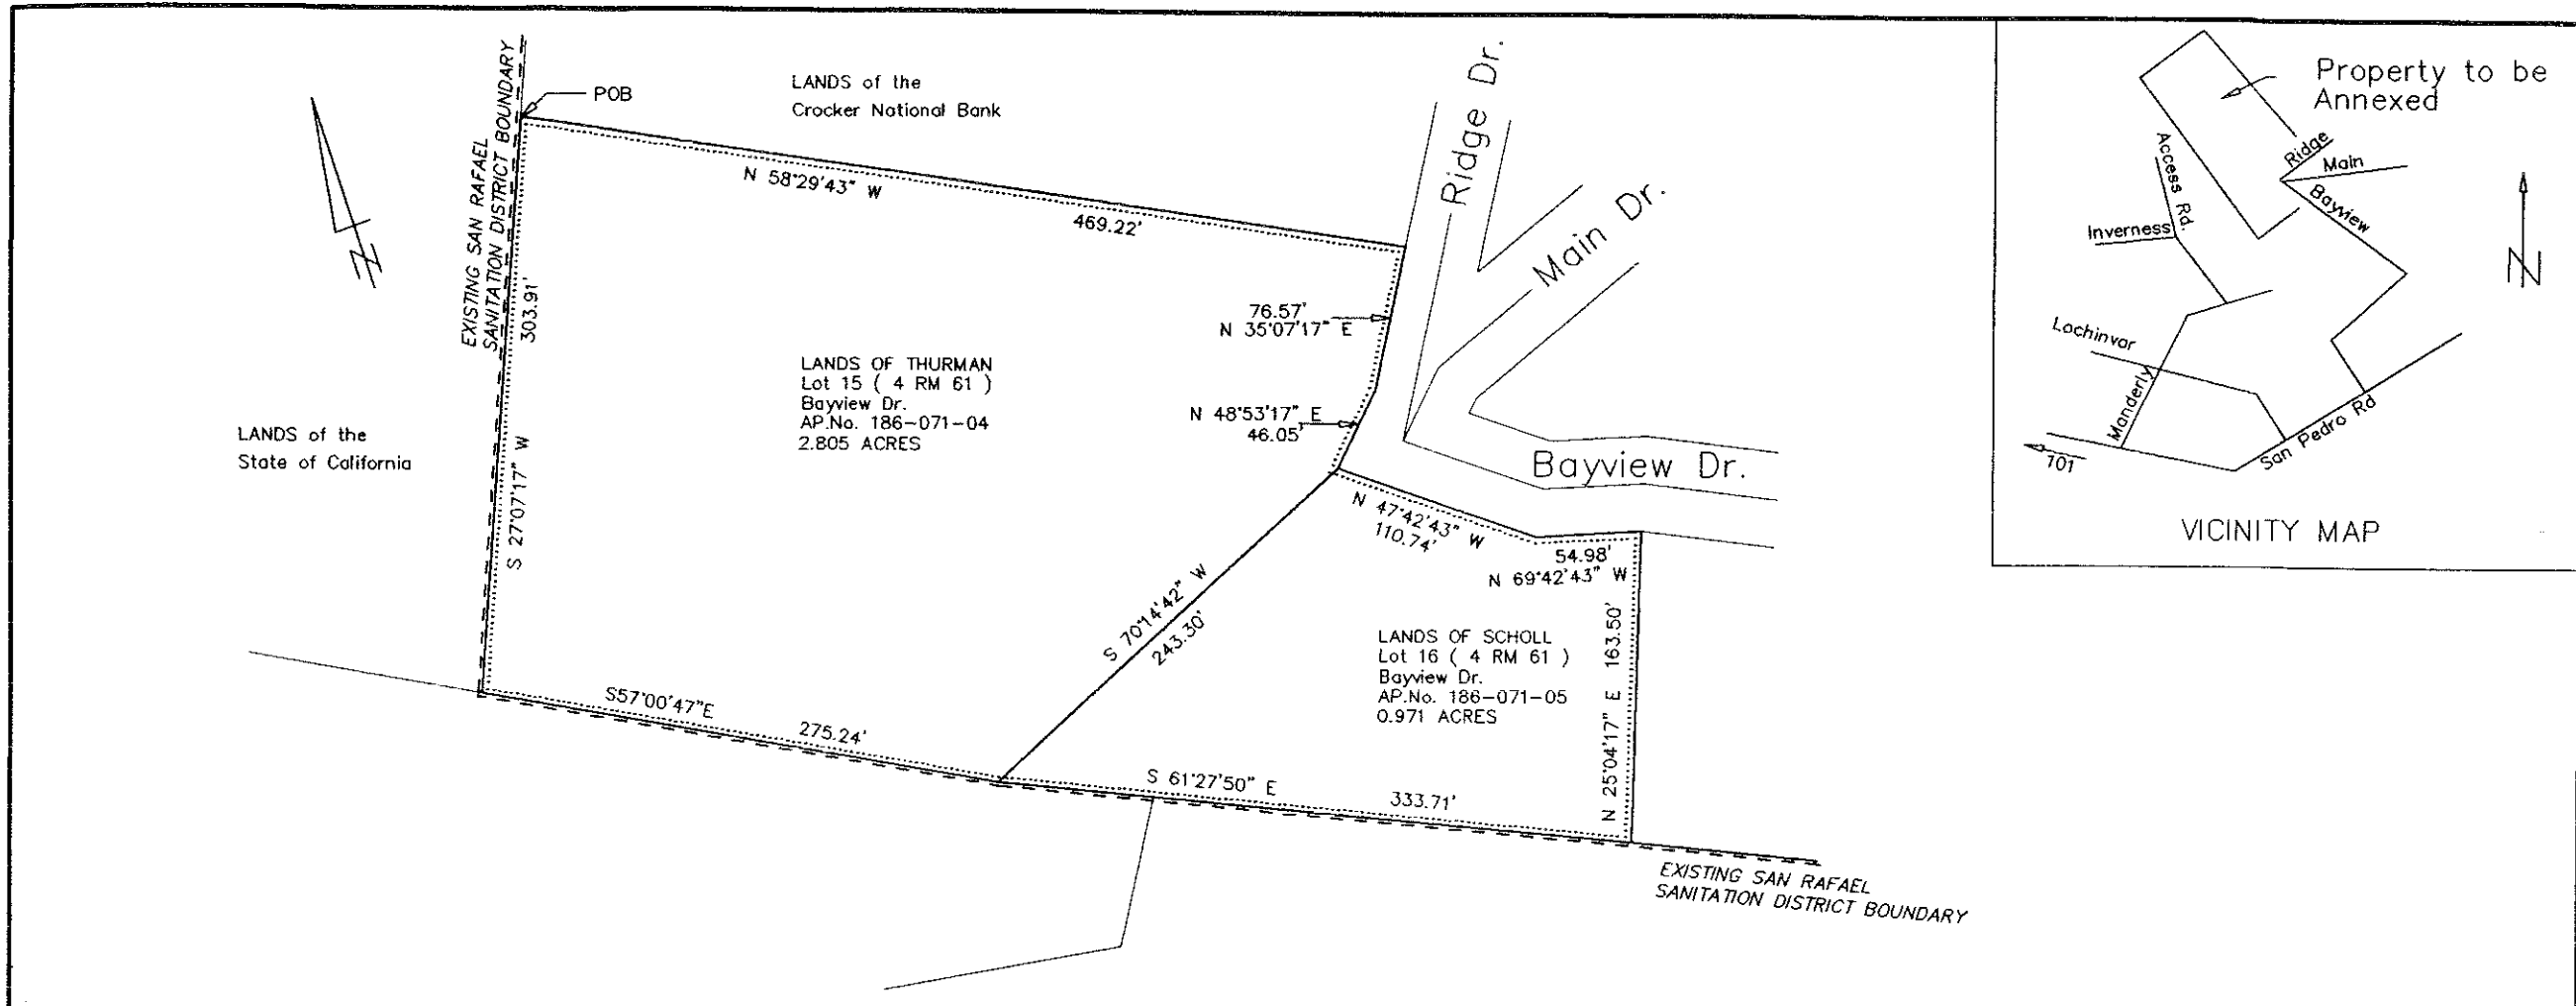 EXISTING SAN RAFAEL
SANITATION DISTRICT BOUNDARY
POB
LANDS of the
Crocker National Bank
N 58°29'43" W
469.22'
Ridge Dr.
Main Dr.
Bayview Dr.
N
303.91'
S 27°07'17" W
76.57'
N 35°07'17" E
N 48°53'17" E
46.05'
LANDS OF THURMAN
Lot 15 ( 4 RM 61 )
Bayview Dr.
AP.No. 186-071-04
2.805 ACRES
LANDS of the
State of California
N 47°42'43" W
110.74'
54.98'
N 69°42'43" W
S 70°14'42" W
243.30'
LANDS OF SCHOLL
Lot 16 ( 4 RM 61 )
Bayview Dr.
AP.No. 186-071-05
0.971 ACRES
N 25°04'17" E 163.50'
S57°00'47"E
275.24'
S 61°27'50" E
333.71'
EXISTING SAN RAFAEL
SANITATION DISTRICT BOUNDARY
Property to be
Annexed
Ridge
Main
Bayview
Access Rd.
Inverness
Lochinvar
Manderly
San Pedro Rd
101
N
VICINITY MAP